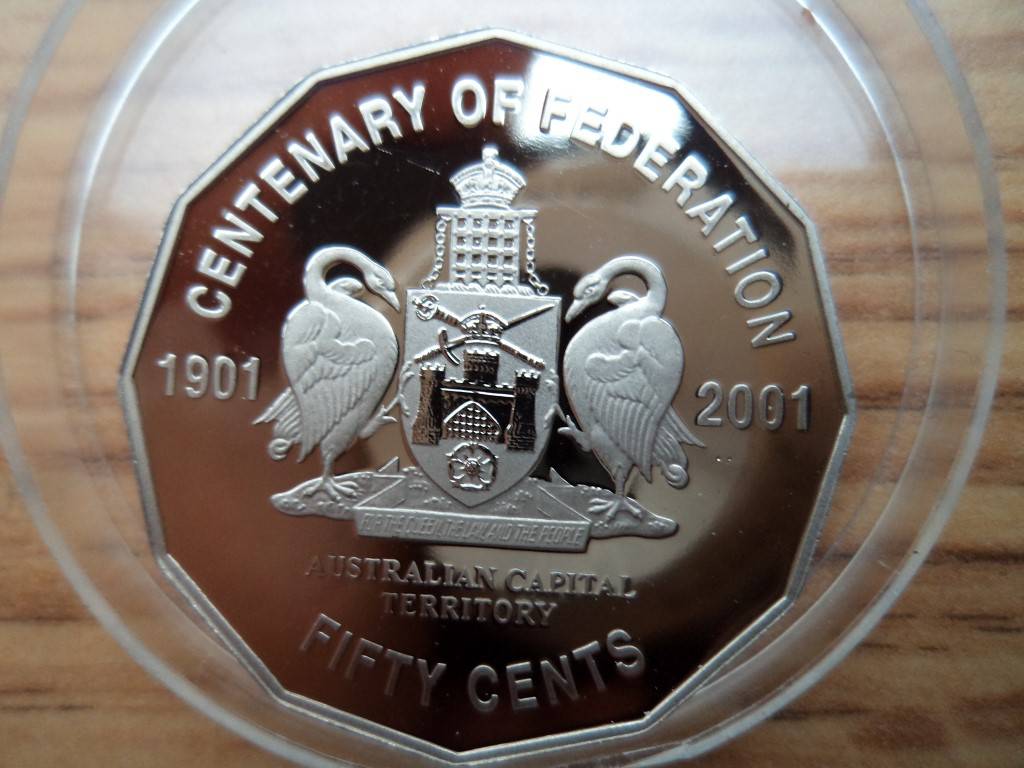 CENTENARY OF FEDERATION
1901
2001
FOR THE QUEEN THE LAW AND THE PEOPLE
AUSTRALIAN CAPITAL
TERRITORY
FIFTY CENTS